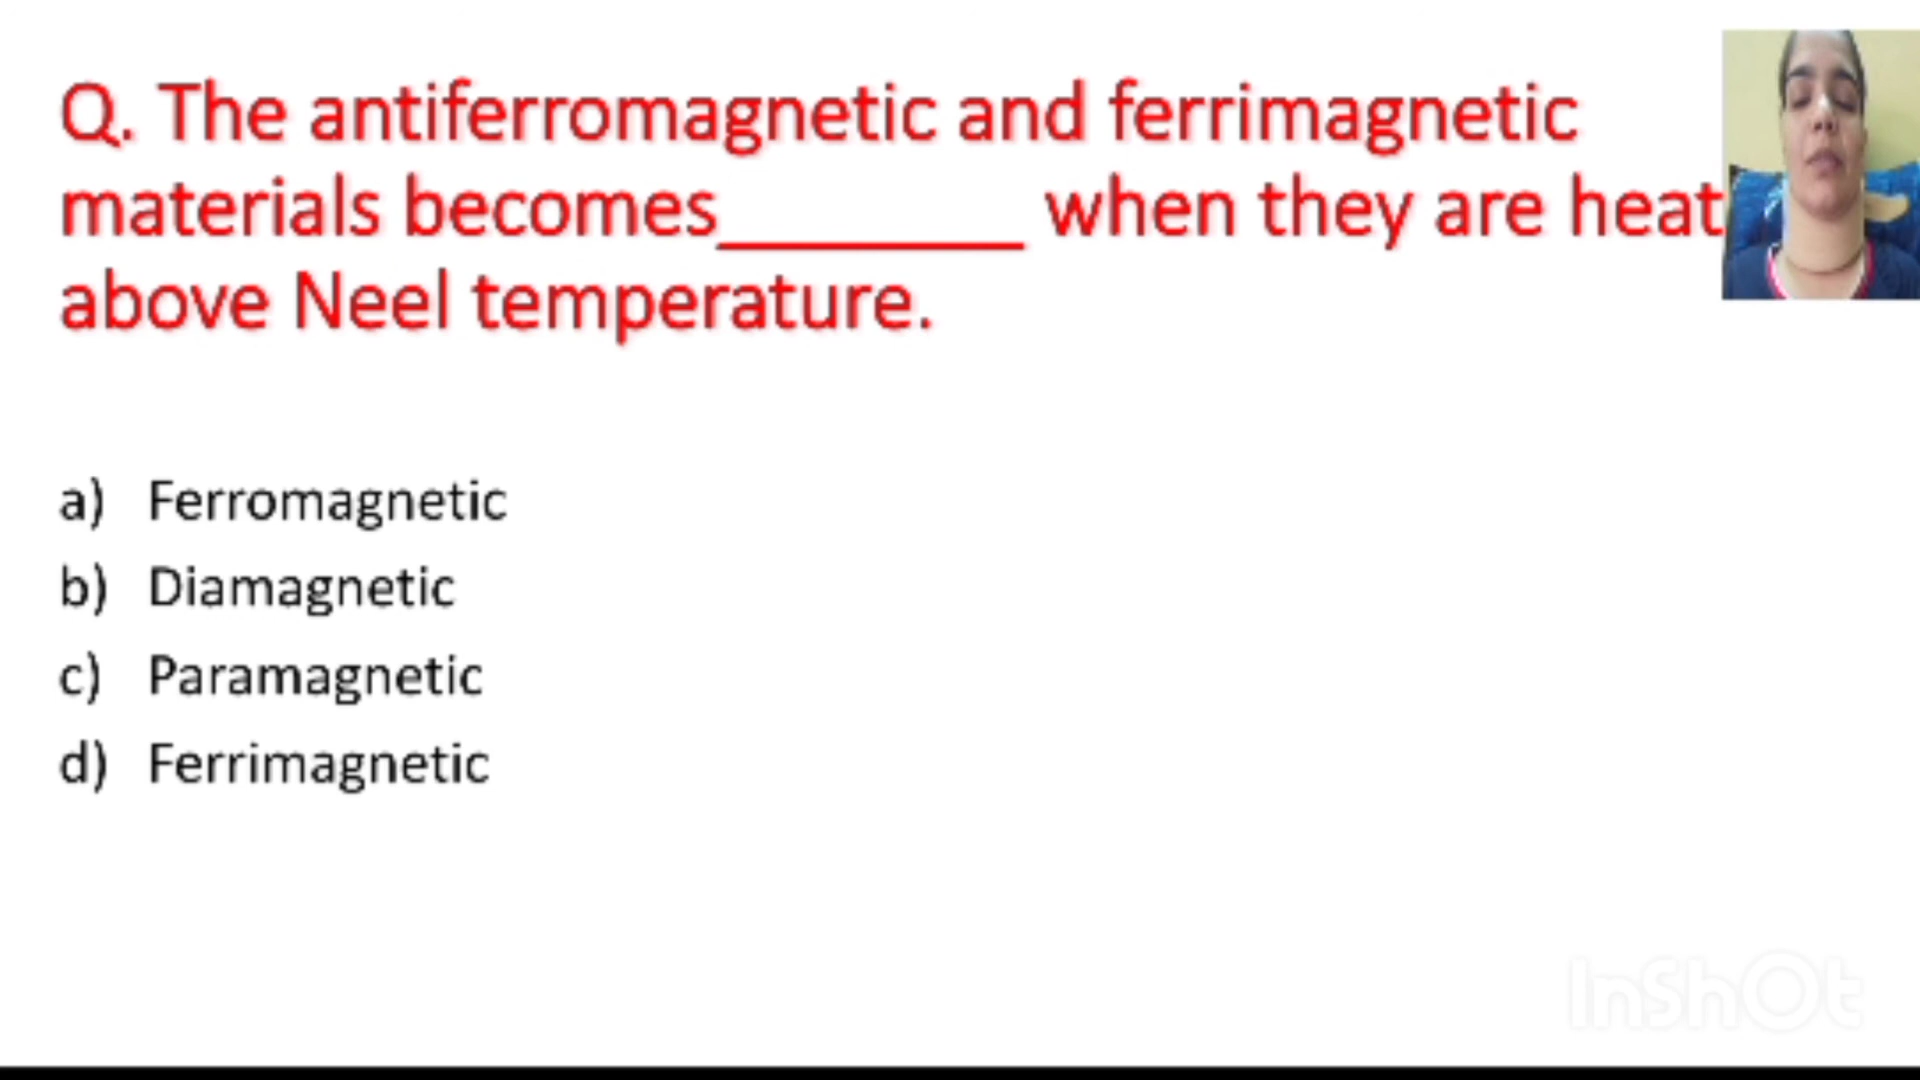 Q. The antiferromagnetic and ferrimagnetic
materials becomes________ when they are heat
above Neel temperature.
a) Ferromagnetic
b) Diamagnetic
c) Paramagnetic
d) Ferrimagnetic
InShOt